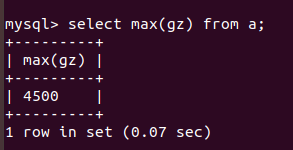 mysql> select max(gz) from a;
+---------+
| max(gz) |
+---------+
| 4500    |
+---------+
1 row in set (0.07 sec)